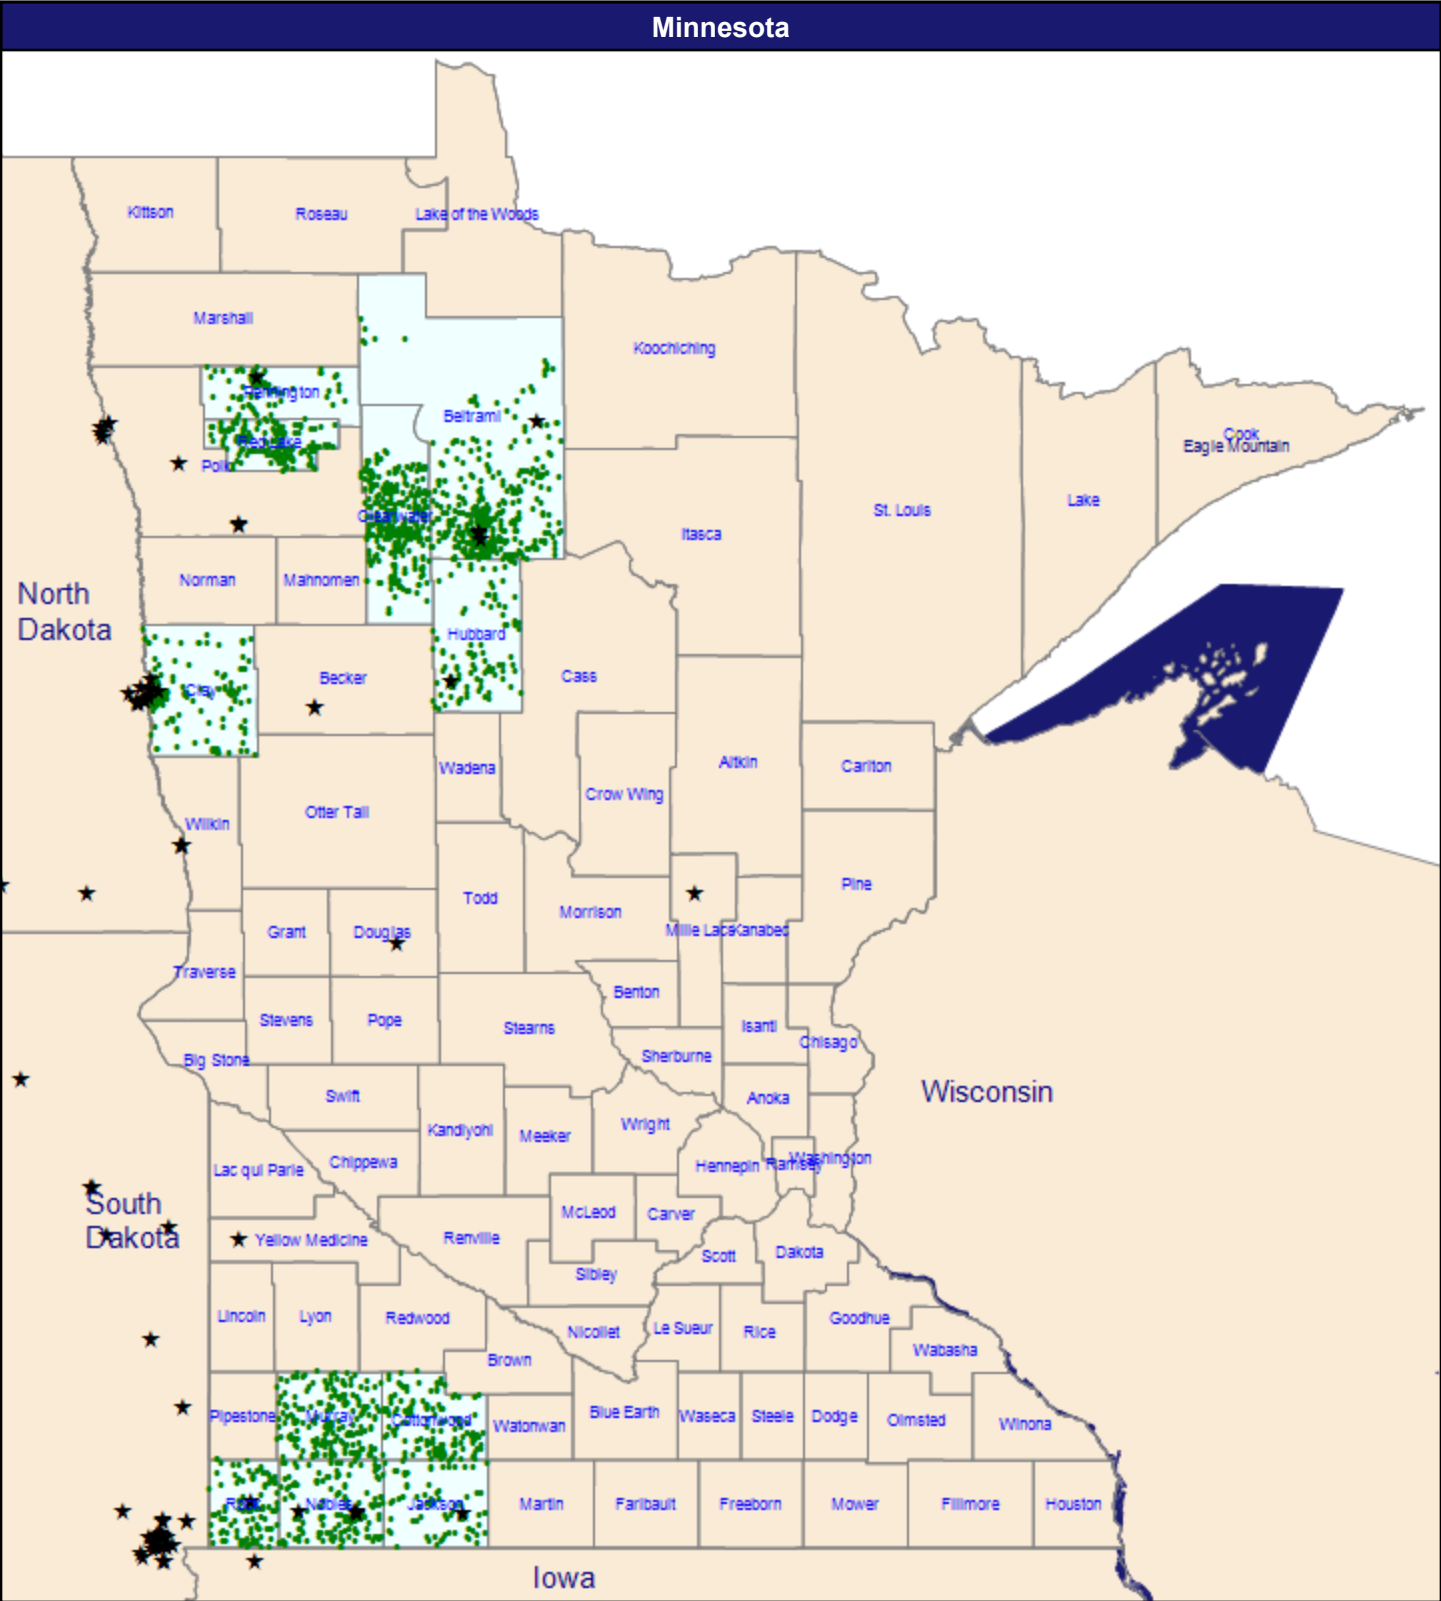 Minnesota
Kittson
Roseau
Lake of the Woods
Marshall
Koochiching
Pennington
Beltrami
Cook
Eagle Mountain
Red Lake
Polk
Lake
St. Louis
Clearwater
Itasca
Norman
Mahnomen
North
Dakota
Hubbard
Clay
Becker
Cass
Wadena
Aitkin
Carlton
Crow Wing
Otter Tail
Wilkin
Pine
Todd
Morrison
Grant
Douglas
Mille Lacs
Kanabec
Traverse
Benton
Stevens
Pope
Stearns
Isanti
Chisago
Big Stone
Sherburne
Swift
Anoka
Wisconsin
Kandiyohi
Meeker
Wright
Lac qui Parle
Chippewa
Hennepin
Ramsey
Washington
South
Dakota
McLeod
Carver
Yellow Medicine
Renville
Scott
Dakota
Sibley
Lincoln
Lyon
Redwood
Nicollet
Le Sueur
Rice
Goodhue
Wabasha
Brown
Pipestone
Murray
Cottonwood
Watonwan
Blue Earth
Waseca
Steele
Dodge
Olmsted
Winona
Rock
Nobles
Jackson
Martin
Faribault
Freeborn
Mower
Fillmore
Houston
Iowa